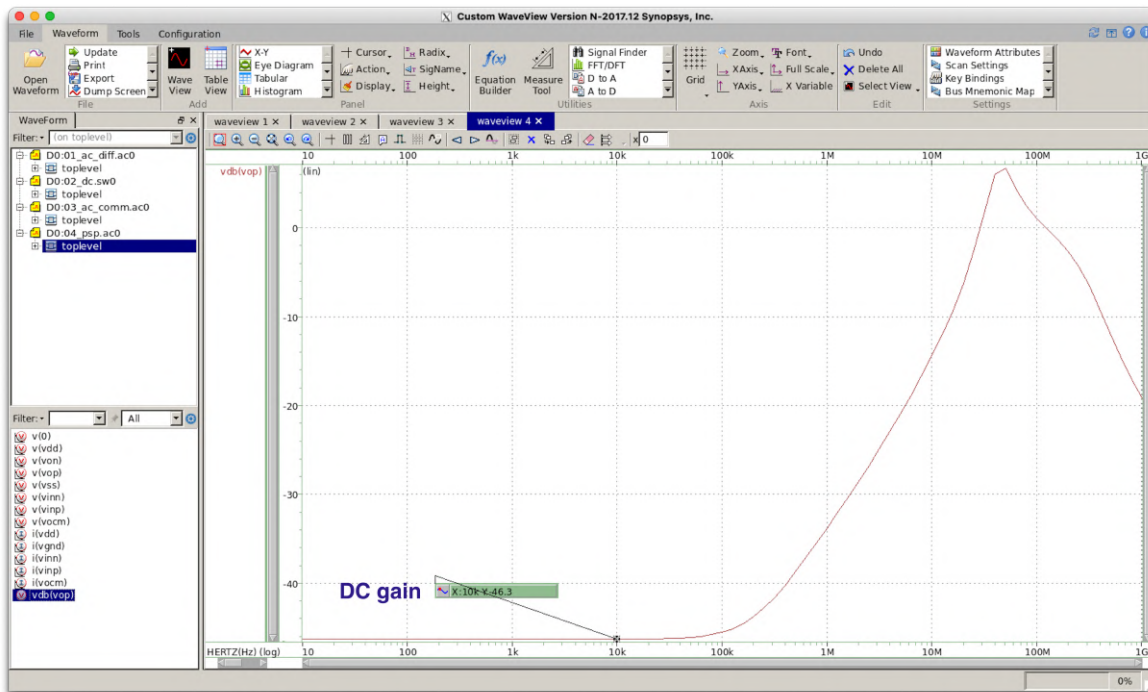 Custom WaveView Version N-2017.12 Synopsys, Inc.
File Waveform Tools Configuration
Open Waveform
Update
Print
Export
Dump Screen
File
Wave View
Table View
Add
X-Y
Eye Diagram
Tabular
Histogram
Cursor
Action
Display
Radix
SigName
Height
Panel
Equation Builder
Measure Tool
Signal Finder
FFT/DFT
D to A
A to D
Utilities
Grid
Zoom
XAxis
YAxis
Font
Full Scale
X Variable
Axis
Undo
Delete All
Select View
Edit
Waveform Attributes
Scan Settings
Key Bindings
Bus Mnemonic Map
Settings
WaveForm
Filter: (on toplevel)
D0:01_ac_diff.ac0
toplevel
D0:02_dc.sw0
toplevel
D0:03_ac_comm.ac0
toplevel
D0:04_psp.ac0
toplevel
Filter: All
v(0)
v(vdd)
v(von)
v(vop)
v(vss)
v(vinn)
v(vinp)
v(vocm)
i(vdd)
i(vgnd)
i(vinn)
i(vinp)
i(vocm)
vdb(vop)
waveview 1 waveview 2 waveview 3 waveview 4
x 0
10 100 1k 10k 100k 1M 10M 100M 1G
vdb(vop)
(lin)
0
-10
-20
-30
-40
DC gain
X:10k Y:-46.3
HERTZ(Hz) (log)
10 100 1k 10k 100k 1M 10M 100M 1G
0%